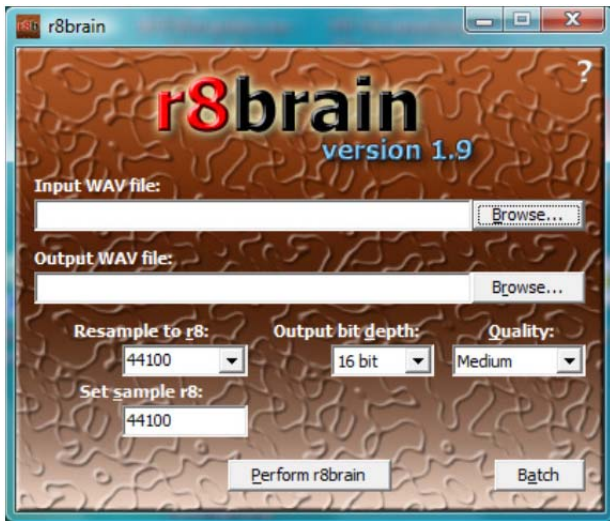 r8brain
?
r8brain
version 1.9
Input WAV file:
Browse...
Output WAV file:
Browse...
Resample to r8: Output bit depth: Quality:
44100 16 bit Medium
Set sample r8:
44100
Perform r8brain Batch